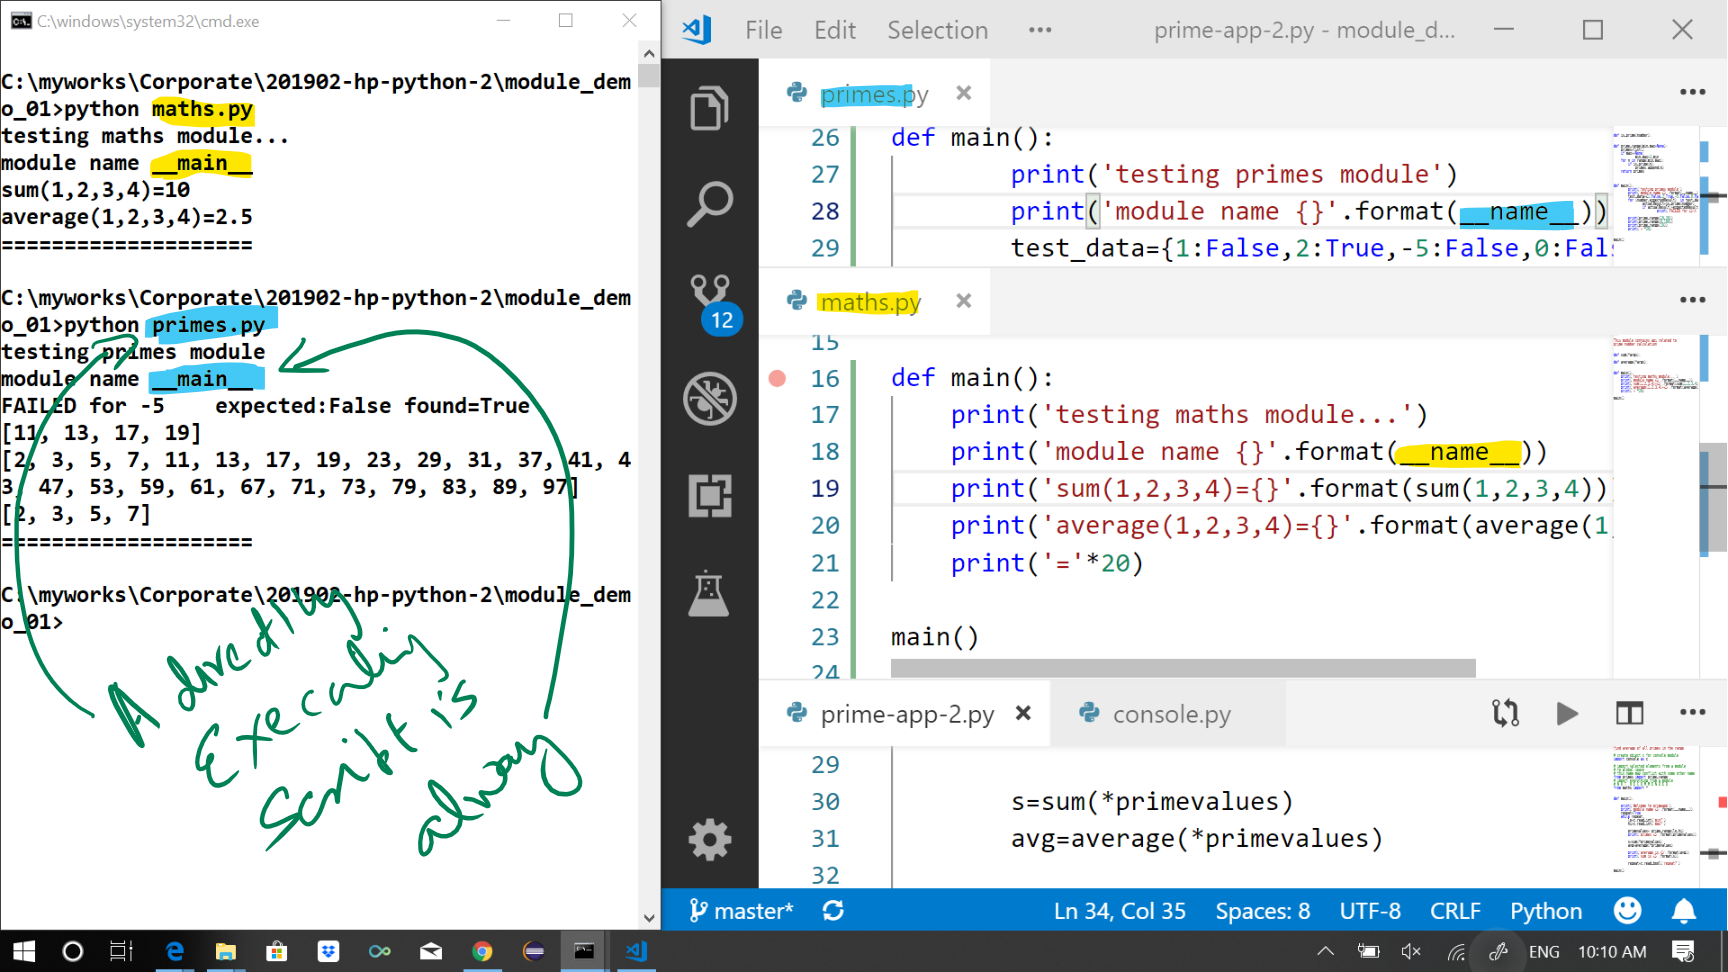 C:\windows\system32\cmd.exe
C:\myworks\Corporate\201902-hp-python-2\module_dem
o_01>python maths.py
testing maths module...
module name __main__
sum(1,2,3,4)=10
average(1,2,3,4)=2.5
====================
C:\myworks\Corporate\201902-hp-python-2\module_dem
o_01>python primes.py
testing primes module
module name __main__
FAILED for -5    expected:False found=True
[11, 13, 17, 19]
[2, 3, 5, 7, 11, 13, 17, 19, 23, 29, 31, 37, 41, 4
3, 47, 53, 59, 61, 67, 71, 73, 79, 83, 89, 97]
[2, 3, 5, 7]
====================
C:\myworks\Corporate\201902-hp-python-2\module_dem
o_01>
A directly
Executing
Script is
alway
File Edit Selection ... prime-app-2.py - module_d...
primes.py
26 def main():
27 print('testing primes module')
28 print('module name {}'.format(__name__))
29 test_data={1:False,2:True,-5:False,0:Fal
maths.py
15
16 def main():
17 print('testing maths module...')
18 print('module name {}'.format(__name__))
19 print('sum(1,2,3,4)={}'.format(sum(1,2,3,4)))
20 print('average(1,2,3,4)={}'.format(average(1,
21 print('='*20)
22
23 main()
24
12
prime-app-2.py console.py
29
30 s=sum(*primevalues)
31 avg=average(*primevalues)
32
master* Ln 34, Col 35 Spaces: 8 UTF-8 CRLF Python
ENG 10:10 AM